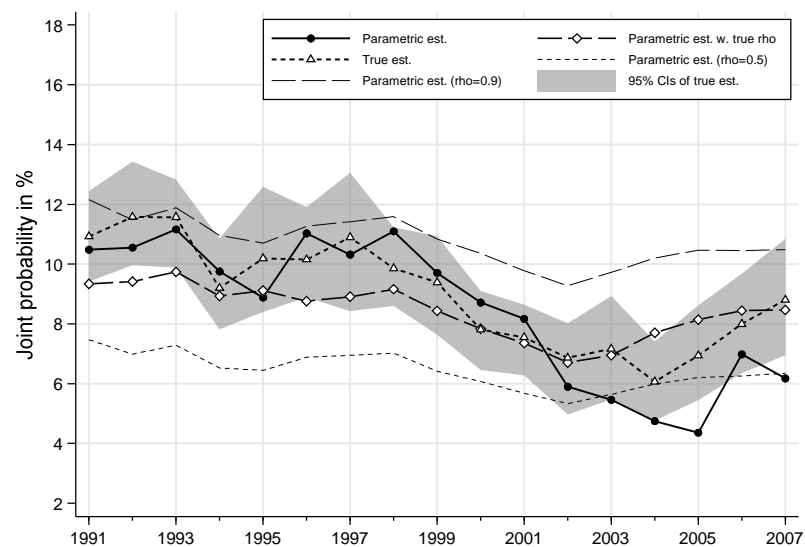 Parametric est.
True est.
Parametric est. (rho=0.9)
Parametric est. w. true rho
Parametric est. (rho=0.5)
95% CIs of true est.
Joint probability in %
18
16
14
12
10
8
6
4
2
1991 1993 1995 1997 1999 2001 2003 2005 2007